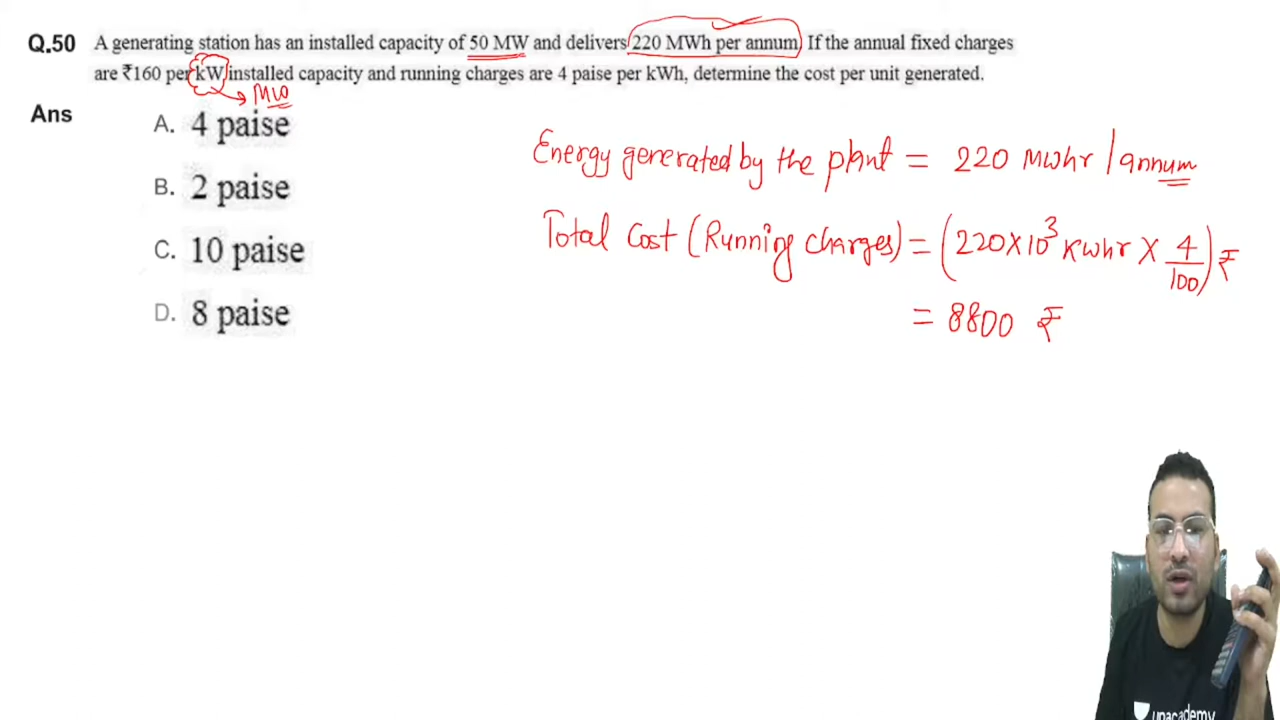 Q.50 A generating station has an installed capacity of 50 MW and delivers 220 MWh per annum. If the annual fixed charges
are ₹160 per kW installed capacity and running charges are 4 paise per kWh, determine the cost per unit generated.
MW
Ans A. 4 paise
B. 2 paise
C. 10 paise
D. 8 paise
Energy generated by the plant = 220 Mwhr / annum
Total Cost (Running charges) = (220×10³ Kwhr × 4/100) ₹
= 8800 ₹
unacademy